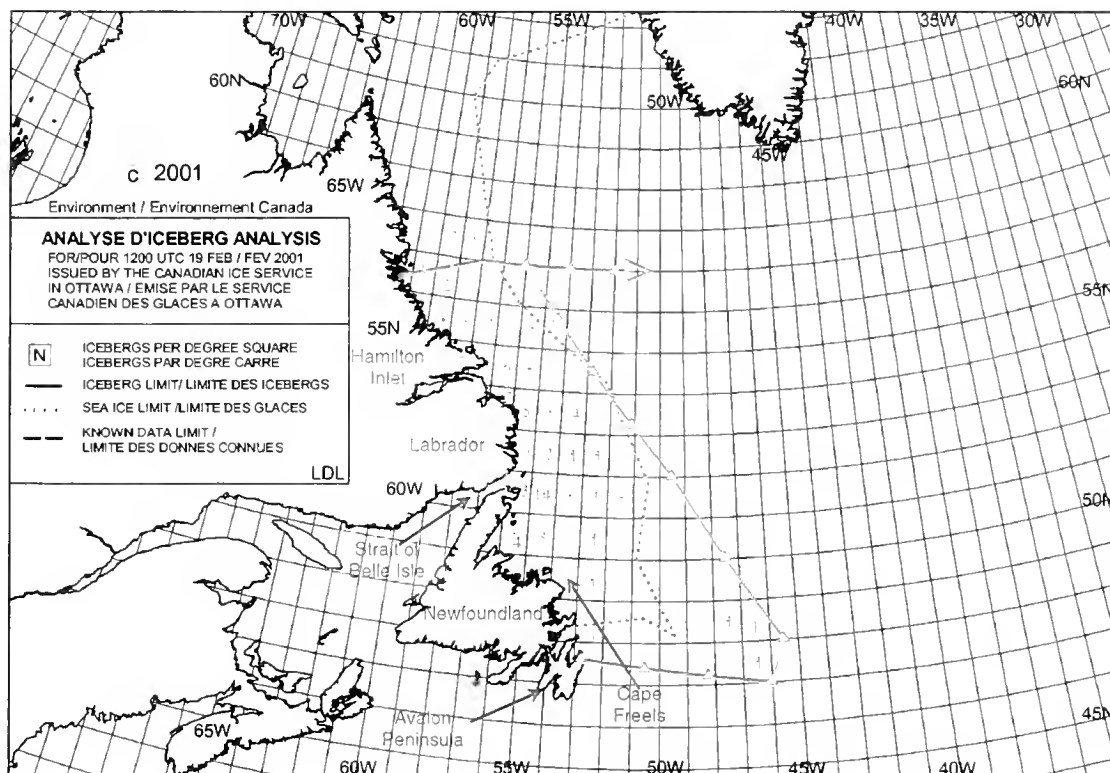 70W
60W
55W
40W
35W
30W
60N
60N
50W
45W
c 2001
65W
Environment / Environnement Canada
ANALYSE D'ICEBERG ANALYSIS
FOR/POUR 1200 UTC 19 FEB / FEV 2001
ISSUED BY THE CANADIAN ICE SERVICE
IN OTTAWA / EMISE PAR LE SERVICE
CANADIEN DES GLACES A OTTAWA
N
ICEBERGS PER DEGREE SQUARE
ICEBERGS PAR DEGRE CARRE
ICEBERG LIMIT/ LIMITE DES ICEBERGS
SEA ICE LIMIT /LIMITE DES GLACES
KNOWN DATA LIMIT /
LIMITE DES DONNES CONNUES
LDL
55N
55N
Hamilton
Inlet
Labrador
60W
50N
Strait of
Belle Isle
Newfoundland
Cape
Freels
Avalon
Peninsula
65W
45N
60W
55W
50W
45W
40W